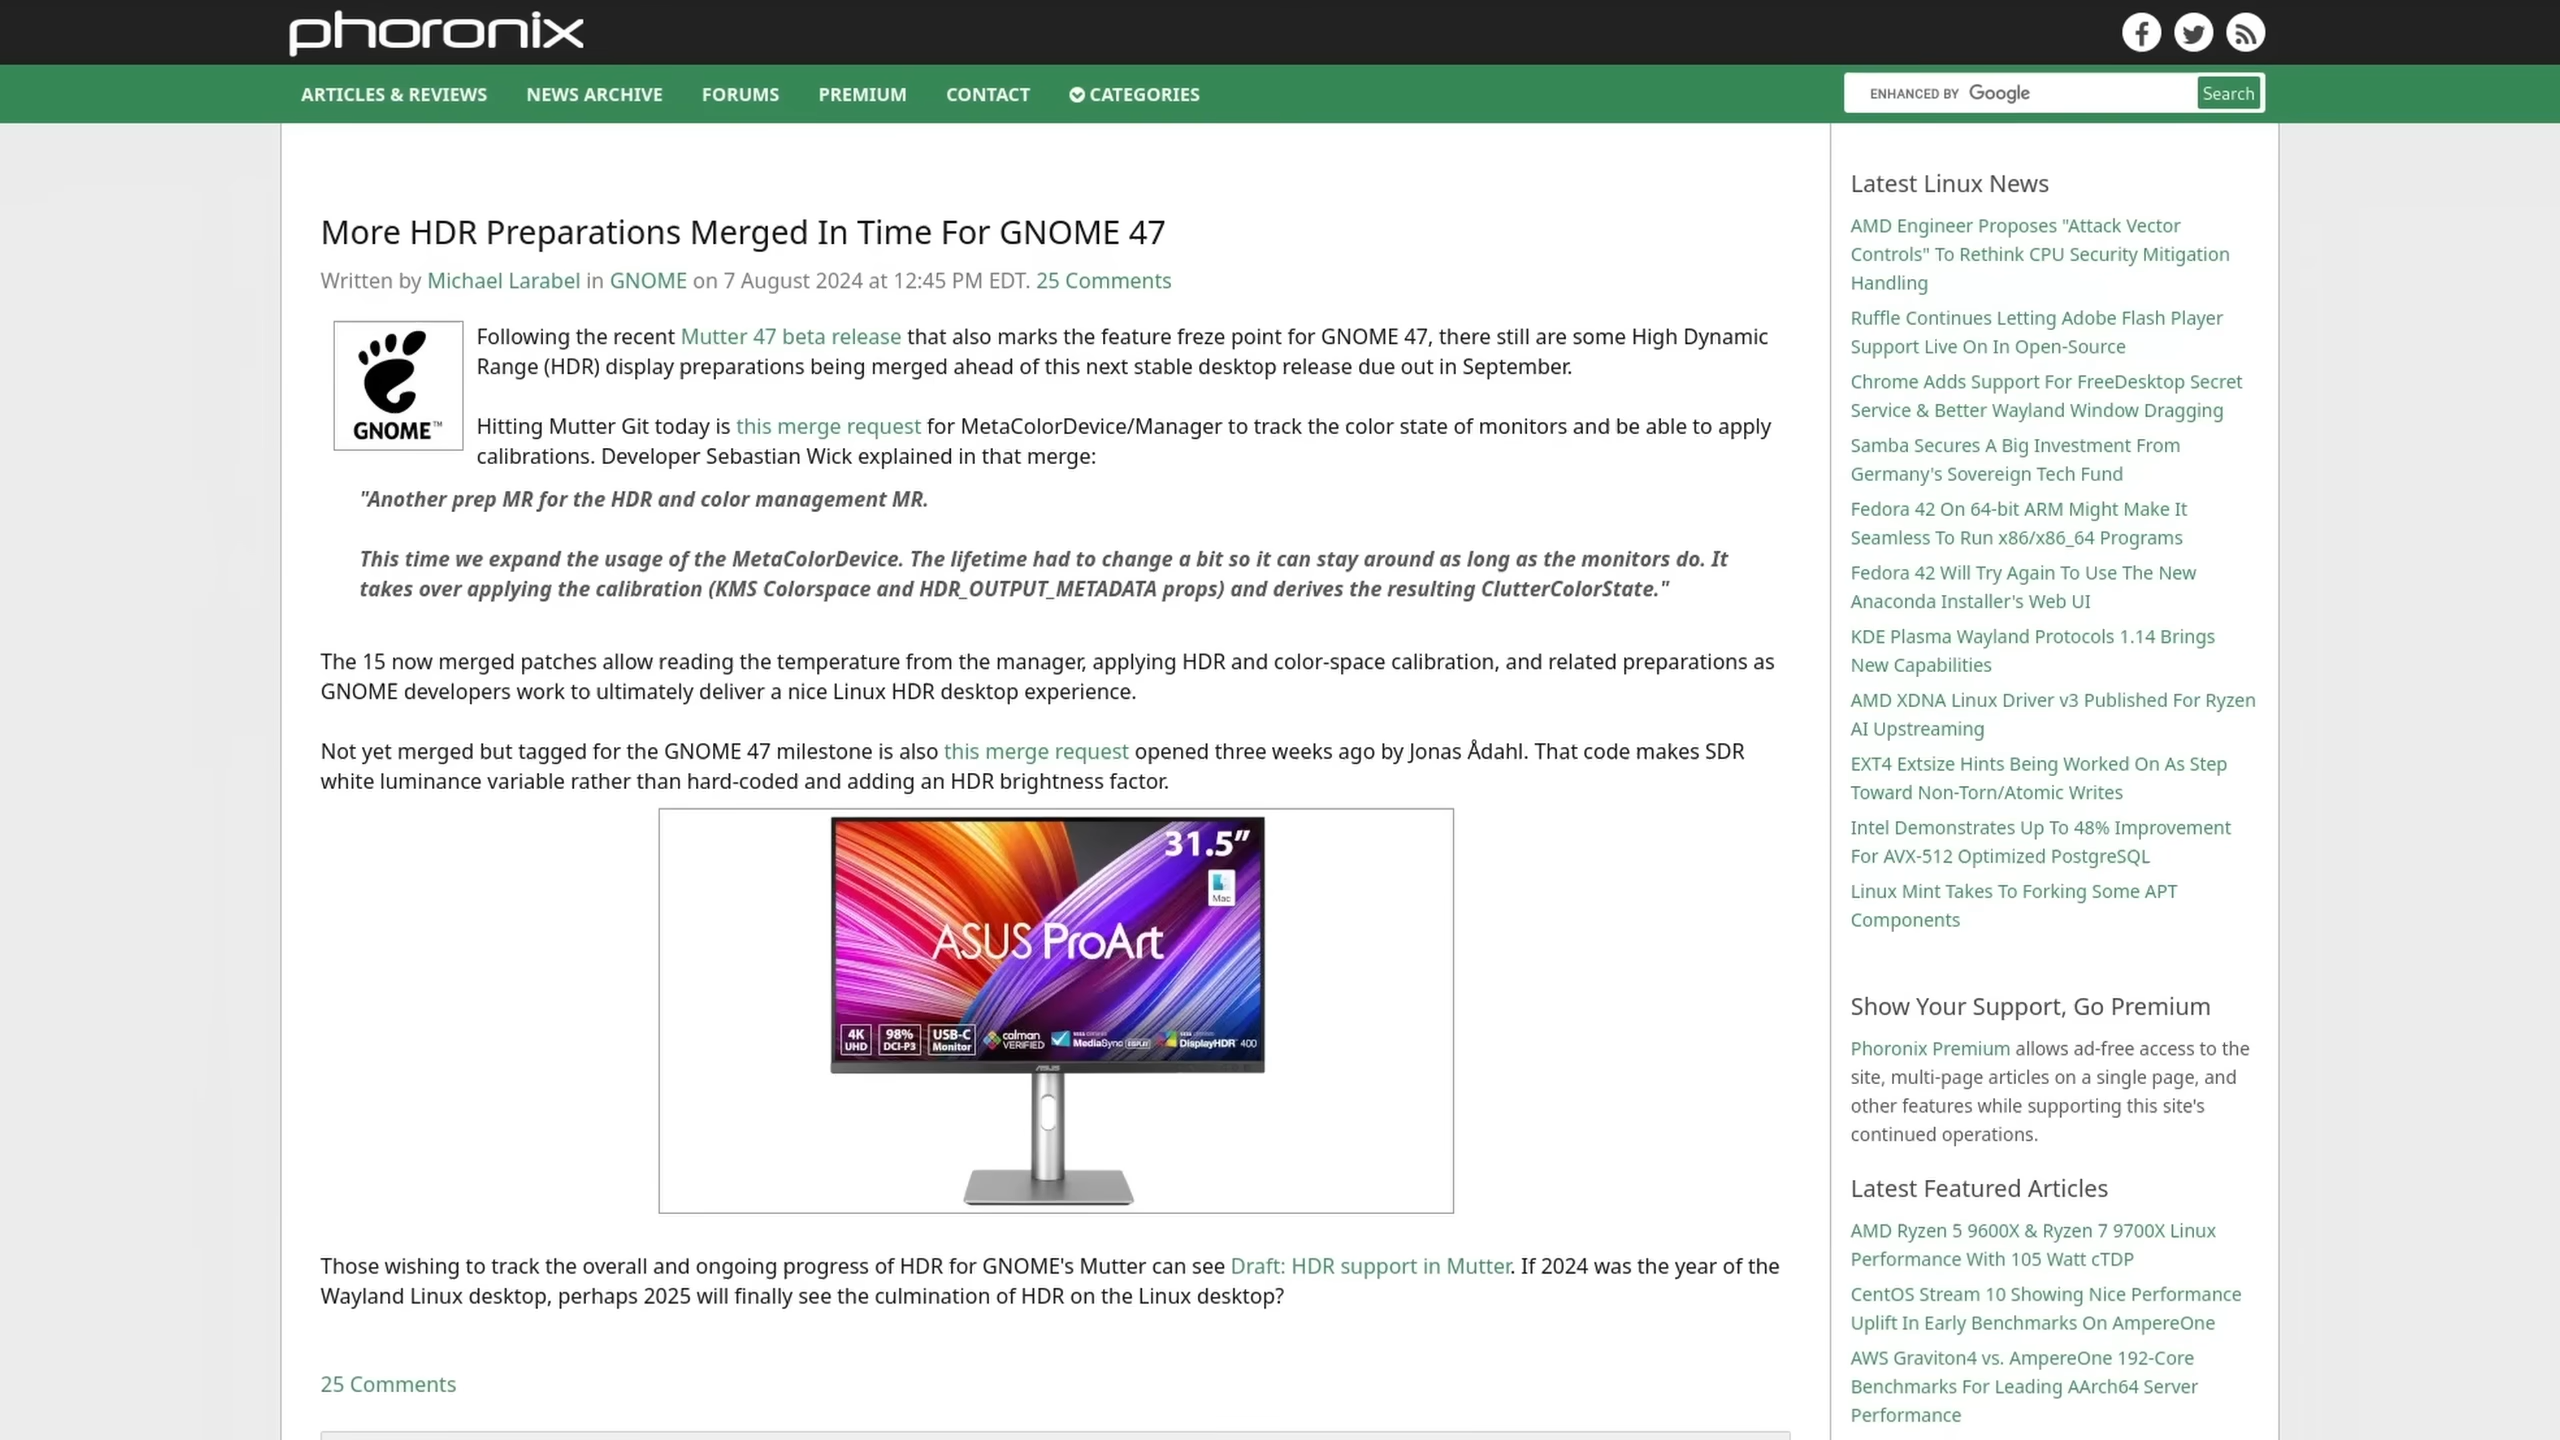 phoronix
ARTICLES & REVIEWS
NEWS ARCHIVE
FORUMS
PREMIUM
CONTACT
CATEGORIES
ENHANCED BY Google
Search
More HDR Preparations Merged In Time For GNOME 47
Written by Michael Larabel in GNOME on 7 August 2024 at 12:45 PM EDT. 25 Comments
GNOME™
Following the recent Mutter 47 beta release that also marks the feature freze point for GNOME 47, there still are some High Dynamic
Range (HDR) display preparations being merged ahead of this next stable desktop release due out in September.
Hitting Mutter Git today is this merge request for MetaColorDevice/Manager to track the color state of monitors and be able to apply
calibrations. Developer Sebastian Wick explained in that merge:
"Another prep MR for the HDR and color management MR.
This time we expand the usage of the MetaColorDevice. The lifetime had to change a bit so it can stay around as long as the monitors do. It
takes over applying the calibration (KMS Colorspace and HDR_OUTPUT_METADATA props) and derives the resulting ClutterColorState."
The 15 now merged patches allow reading the temperature from the manager, applying HDR and color-space calibration, and related preparations as
GNOME developers work to ultimately deliver a nice Linux HDR desktop experience.
Not yet merged but tagged for the GNOME 47 milestone is also this merge request opened three weeks ago by Jonas Ådahl. That code makes SDR
white luminance variable rather than hard-coded and adding an HDR brightness factor.
31.5”
Mac
ASUS ProArt
4K
UHD
98%
DCI-P3
USB-C
Monitor
calman
VERIFIED
MediaSync
DisplayHDR 400
ASUS
Those wishing to track the overall and ongoing progress of HDR for GNOME's Mutter can see Draft: HDR support in Mutter. If 2024 was the year of the
Wayland Linux desktop, perhaps 2025 will finally see the culmination of HDR on the Linux desktop?
25 Comments
Latest Linux News
AMD Engineer Proposes "Attack Vector
Controls" To Rethink CPU Security Mitigation
Handling
Ruffle Continues Letting Adobe Flash Player
Support Live On In Open-Source
Chrome Adds Support For FreeDesktop Secret
Service & Better Wayland Window Dragging
Samba Secures A Big Investment From
Germany's Sovereign Tech Fund
Fedora 42 On 64-bit ARM Might Make It
Seamless To Run x86/x86_64 Programs
Fedora 42 Will Try Again To Use The New
Anaconda Installer's Web UI
KDE Plasma Wayland Protocols 1.14 Brings
New Capabilities
AMD XDNA Linux Driver v3 Published For Ryzen
AI Upstreaming
EXT4 Extsize Hints Being Worked On As Step
Toward Non-Torn/Atomic Writes
Intel Demonstrates Up To 48% Improvement
For AVX-512 Optimized PostgreSQL
Linux Mint Takes To Forking Some APT
Components
Show Your Support, Go Premium
Phoronix Premium allows ad-free access to the
site, multi-page articles on a single page, and
other features while supporting this site's
continued operations.
Latest Featured Articles
AMD Ryzen 5 9600X & Ryzen 7 9700X Linux
Performance With 105 Watt cTDP
CentOS Stream 10 Showing Nice Performance
Uplift In Early Benchmarks On AmpereOne
AWS Graviton4 vs. AmpereOne 192-Core
Benchmarks For Leading AArch64 Server
Performance